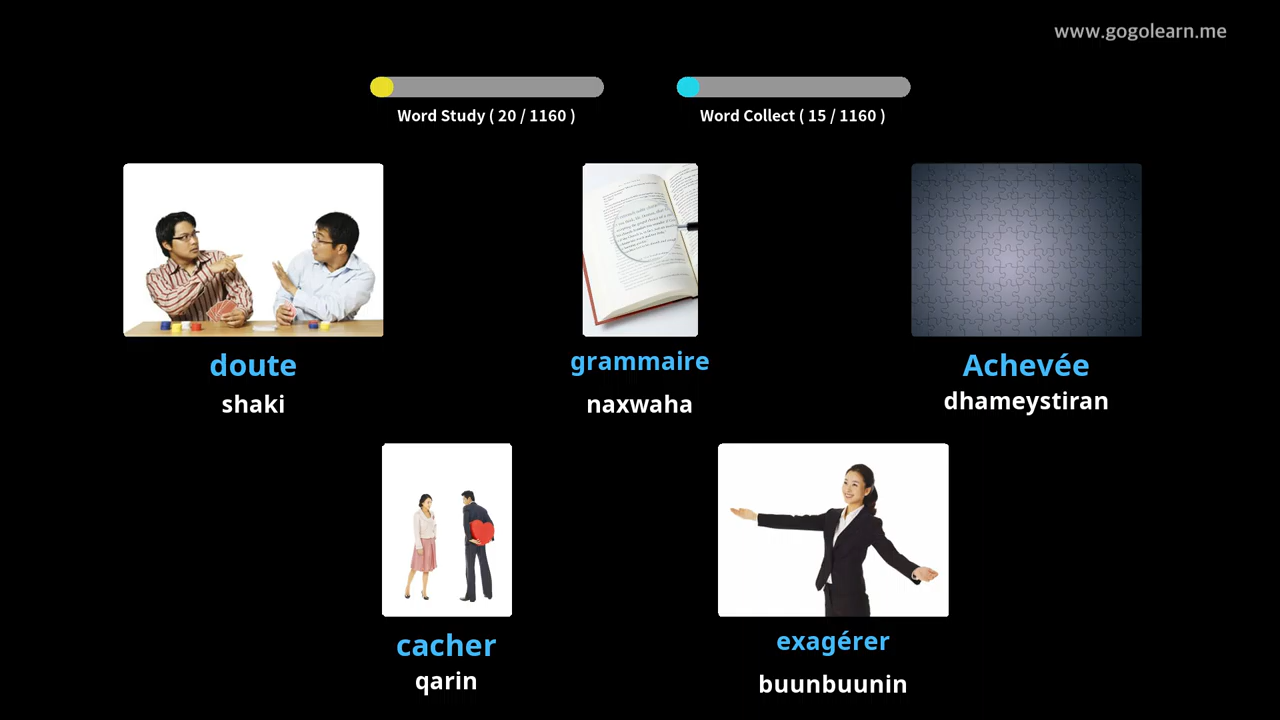 www.gogolearn.me
Word Study ( 20 / 1160 )
Word Collect ( 15 / 1160 )
doute
shaki
grammaire
naxwaha
Achevée
dhameystiran
cacher
qarin
exagérer
buunbuunin